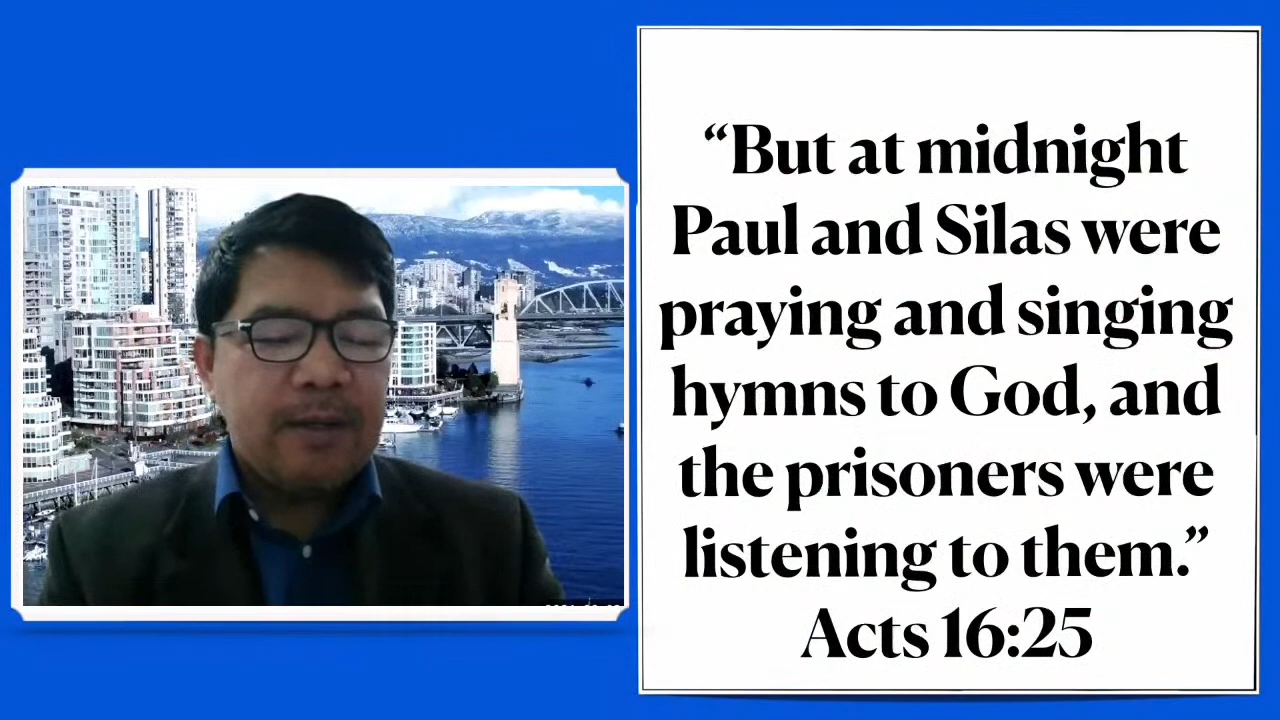 “But at midnight
Paul and Silas were
praying and singing
hymns to God, and
the prisoners were
listening to them.”
Acts 16:25